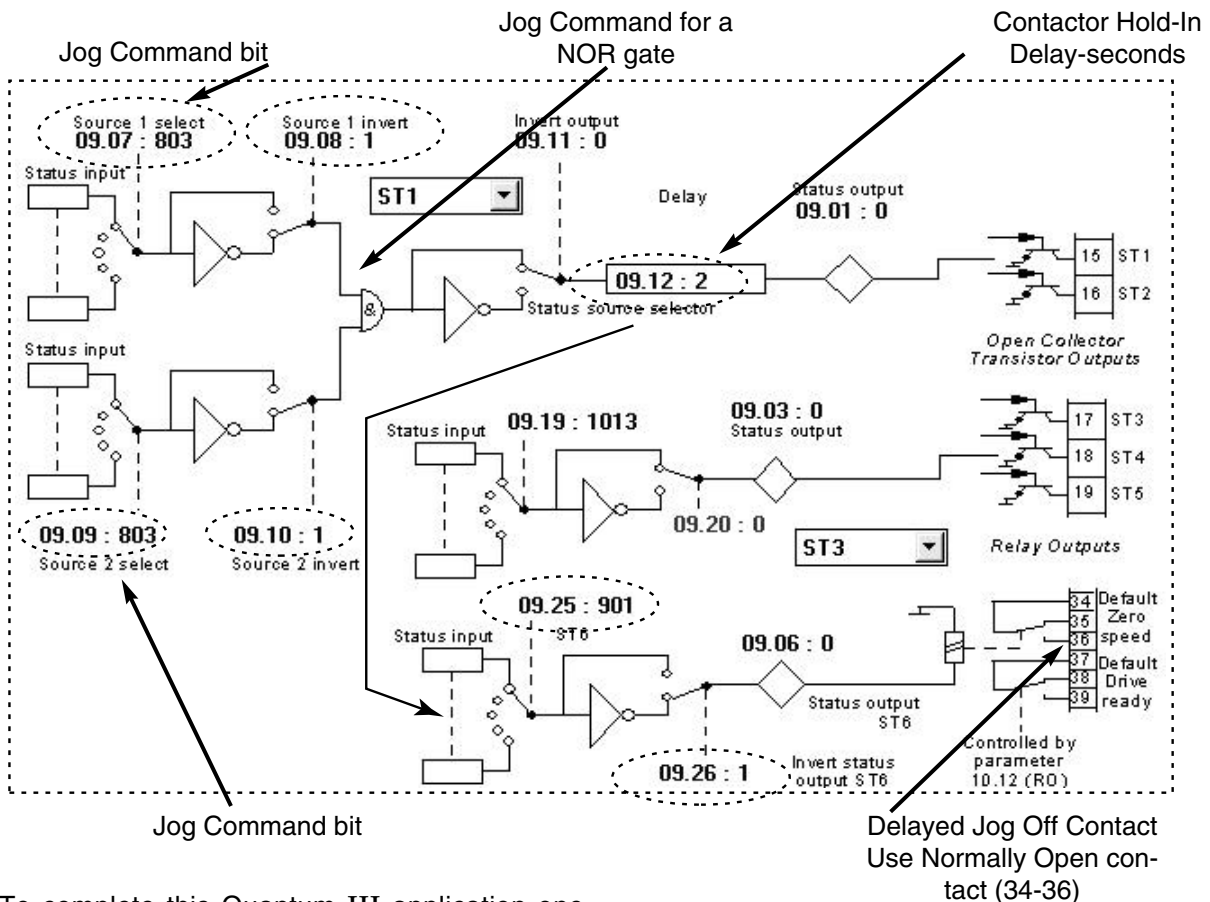 Jog Command bit
Jog Command for a
NOR gate
Contactor Hold-In
Delay-seconds
Source 1 select
09.07 : 803
Source 1 invert
09.08 : 1
Invert output
09.11 : 0
Status input
ST1
Delay
Status output
09.01 : 0
09.12 : 2
Status source selector
&
15 ST1
16 ST2
Open Collector
Transistor Outputs
Status input
09.09 : 803
Source 2 select
09.10 : 1
Source 2 invert
Status input
09.19 : 1013
09.03 : 0
Status output
09.20 : 0
ST3
17 ST3
18 ST4
19 ST5
Relay Outputs
09.25 : 901
ST6
Status input
09.06 : 0
Status output
ST6
09.26 : 1
Invert status
output ST6
34 Default
35 Zero
36 speed
37 Default
38 Drive
39 ready
Controlled by
parameter
10.12 (RO)
Jog Command bit
Delayed Jog Off Contact
Use Normally Open con-
tact (34-36)
To complete this Quantum III application one